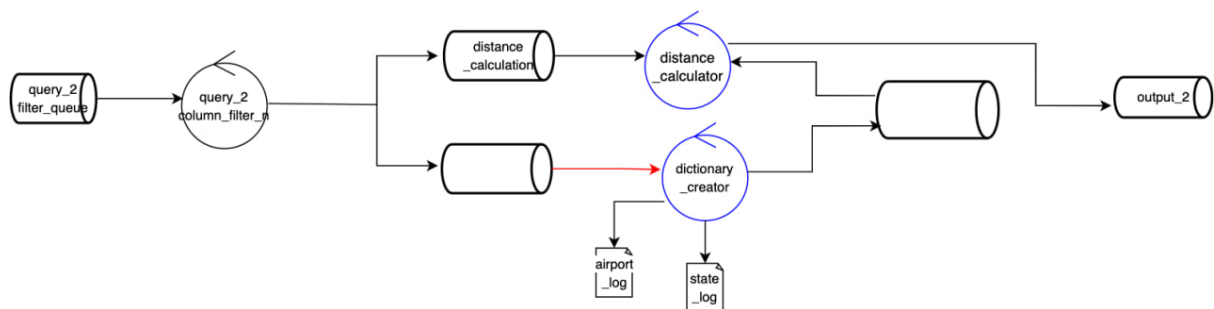 query_2
filter_queue
query_2
column_filter_n
distance
_calculation
distance
_calculator
dictionary
_creator
airport
_log
state
_log
output_2